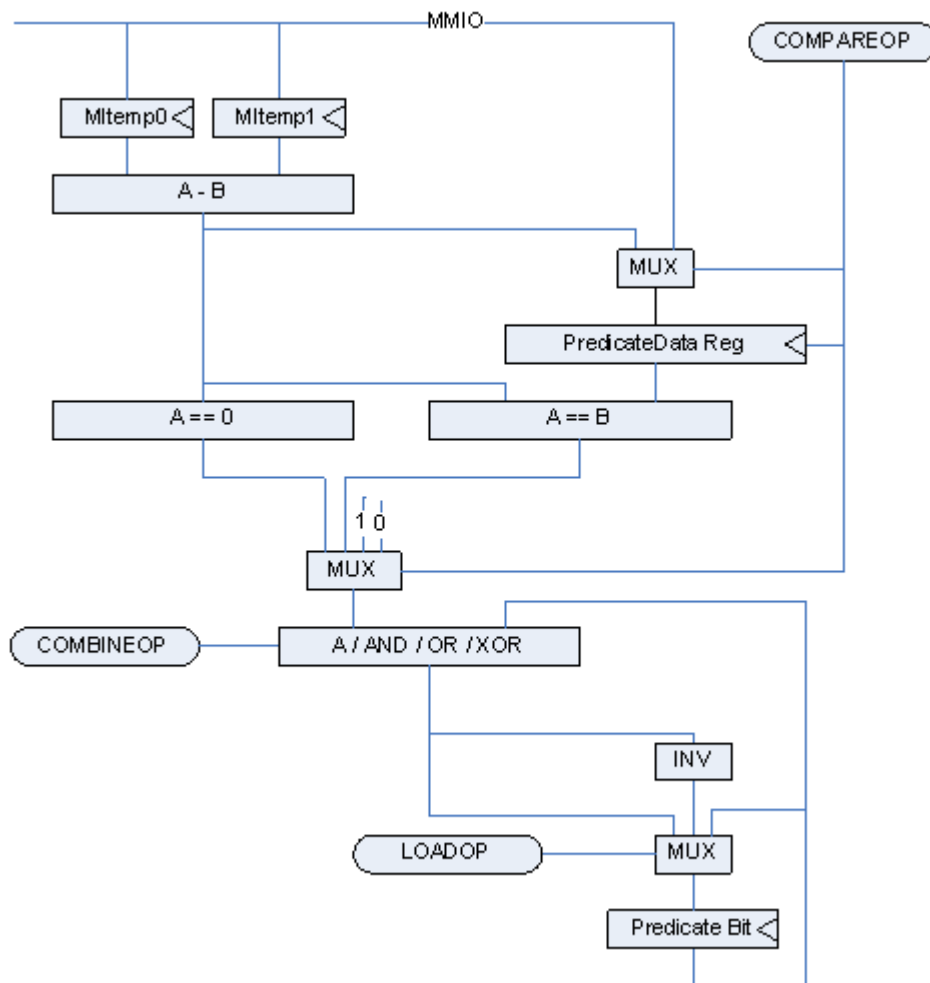 MMIO
COMPAREOP
MItemp0
MItemp1
A - B
MUX
PredicateData Reg
A == 0
A == B
1 0
MUX
COMBINEOP
A / AND / OR / XOR
INV
LOADOP
MUX
Predicate Bit